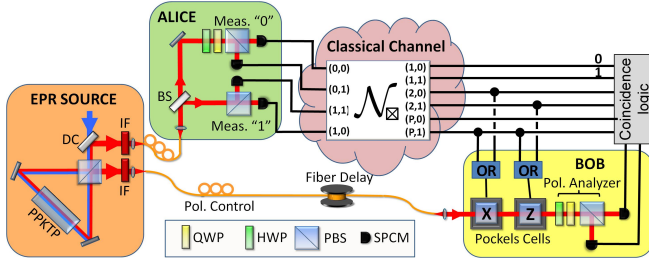 ALICE
Meas. “0”
BS
Meas. “1”
Classical Channel
(0,0)
(0,1)
(1,1)
(1,0)
𝒩⊠
(1,0)
(1,1)
(2,0)
(2,1)
(P,0)
(P,1)
0
1
Coincidence
logic
EPR SOURCE
DC
IF
IF
PPKTP
Pol. Control
Fiber Delay
BOB
OR
OR
Pol. Analyzer
X
Z
Pockels Cells
QWP
HWP
PBS
SPCM